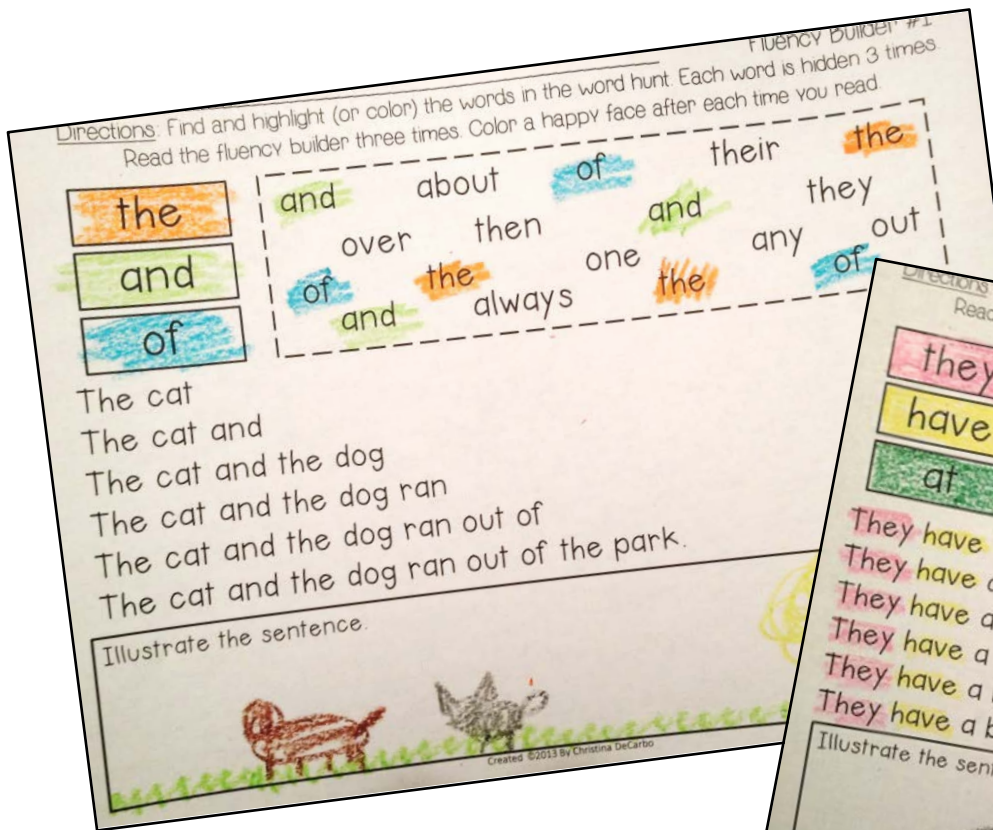 Fluency Builder #1
Directions: Find and highlight (or color) the words in the word hunt. Each word is hidden 3 times.
Read the fluency builder three times. Color a happy face after each time you read.
the
and
of
and about of their the
over then and they
of the one the any out
and always of
The cat
The cat and
The cat and the dog
The cat and the dog ran
The cat and the dog ran out of
The cat and the dog ran out of the park.
Illustrate the sentence.
Created ©2013 By Christina DeCarbo
Directions
they
have
at
They have
They have
They have a
They have a
They have a
They have a
Illustrate the